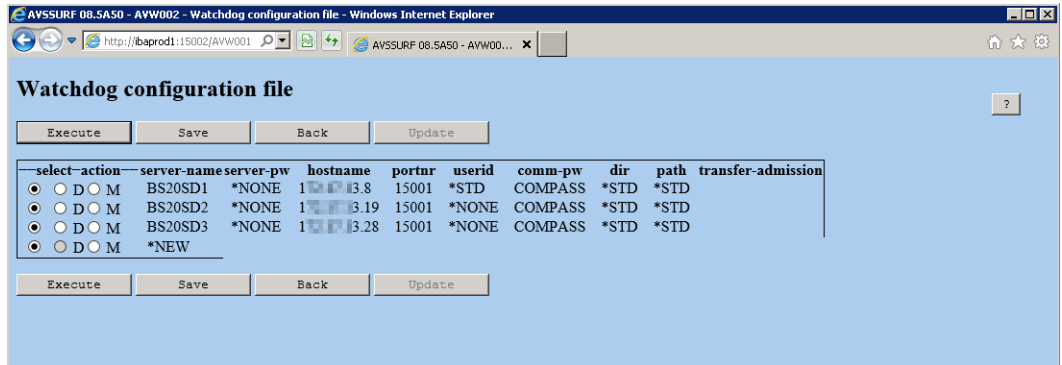 AVSSURF 08.5A50 - AVW002 - Watchdog configuration file - Windows Internet Explorer
http://ibaprod1:15002/AVW001
AVSSURF 08.5A50 - AVW00...
Watchdog configuration file
?
Execute Save Back Update
select action server-name server-pw hostname portnr userid comm-pw dir path transfer-admission
D M BS20SD1 *NONE 1 3.8 15001 *STD COMPASS *STD *STD
D M BS20SD2 *NONE 1 3.19 15001 *NONE COMPASS *STD *STD
D M BS20SD3 *NONE 1 3.28 15001 *NONE COMPASS *STD *STD
D M *NEW
Execute Save Back Update